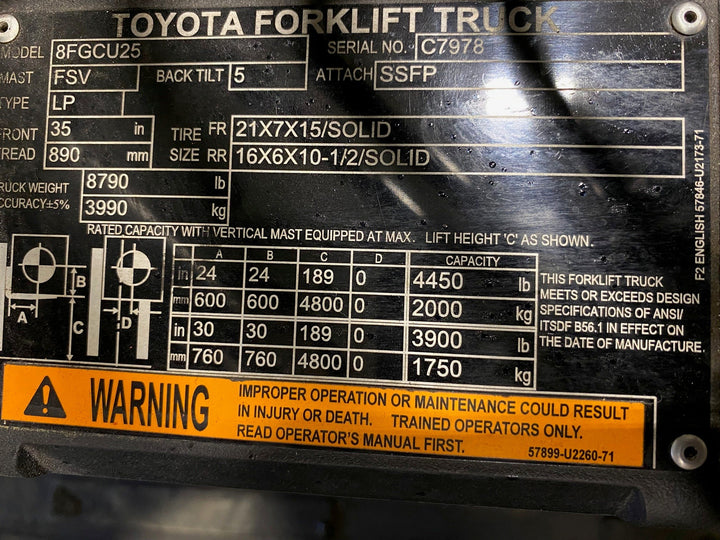 TOYOTA FORKLIFT TRUCK
MODEL 8FGCU25 SERIAL NO. C7978
MAST FSV BACK TILT 5 ATTACH SSFP
TYPE LP
FRONT 35 in TIRE FR 21X7X15/SOLID
TREAD 890 mm SIZE RR 16X6X10-1/2/SOLID
TRUCK WEIGHT 8790 lb
ACCURACY±5% 3990 kg
RATED CAPACITY WITH VERTICAL MAST EQUIPPED AT MAX. LIFT HEIGHT 'C' AS SHOWN.
A B C D CAPACITY
in 24 24 189 0 4450 lb
mm 600 600 4800 0 2000 kg
in 30 30 189 0 3900 lb
mm 760 760 4800 0 1750 kg
B
A
C
D
THIS FORKLIFT TRUCK
MEETS OR EXCEEDS DESIGN
SPECIFICATIONS OF ANSI/
ITSDF B56.1 IN EFFECT ON
THE DATE OF MANUFACTURE.
F2 ENGLISH 57846-U2173-71
WARNING
IMPROPER OPERATION OR MAINTENANCE COULD RESULT
IN INJURY OR DEATH. TRAINED OPERATORS ONLY.
READ OPERATOR'S MANUAL FIRST.
57899-U2260-71